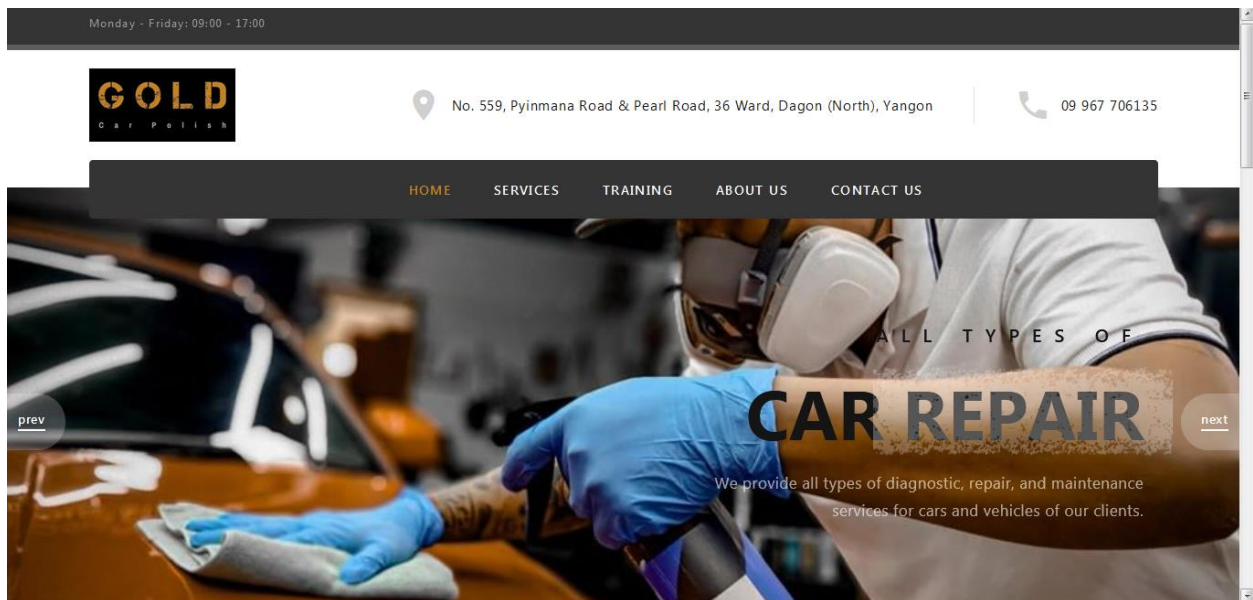 Monday - Friday: 09:00 - 17:00
GOLD
Car Polish
No. 559, Pyinmana Road & Pearl Road, 36 Ward, Dagon (North), Yangon
09 967 706135
HOME SERVICES TRAINING ABOUT US CONTACT US
ALL TYPES OF
CAR REPAIR
prev
next
We provide all types of diagnostic, repair, and maintenance
services for cars and vehicles of our clients.